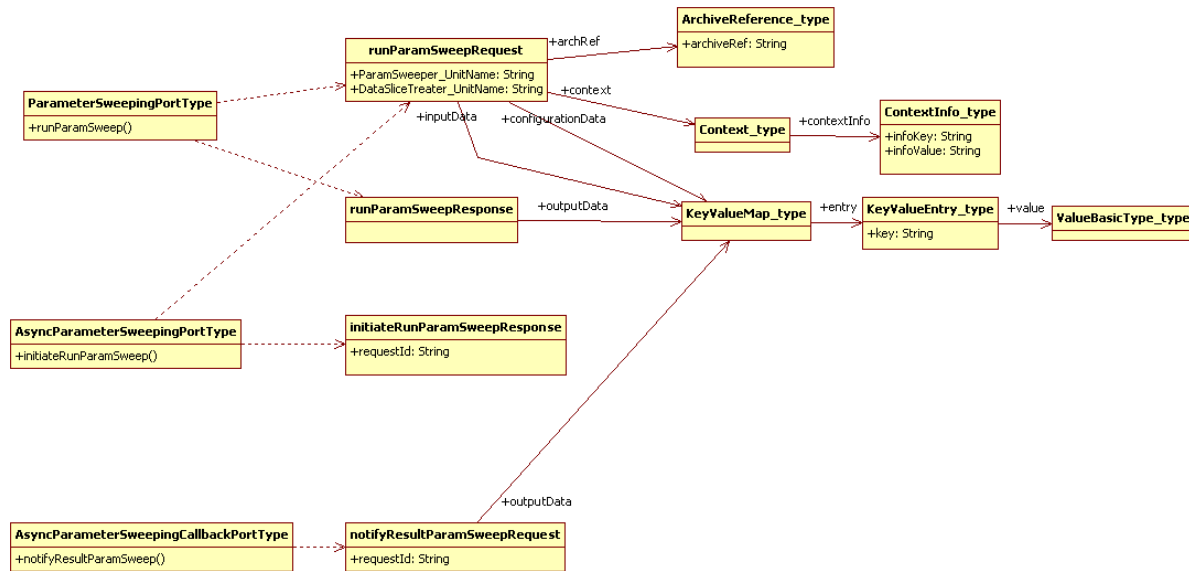 ArchiveReference_type
+archiveRef: String
+archRef
runParamSweepRequest
+ParamSweeper_UnitName: String
+DataSliceTreater_UnitName: String
+context
ParameterSweepingPortType
+runParamSweep()
+inputData
+configurationData
Context_type
+contextInfo
ContextInfo_type
+infoKey: String
+infoValue: String
runParamSweepResponse
+outputData
KeyValueMap_type
+entry
KeyValueEntry_type
+key: String
+value
ValueBasicType_type
AsyncParameterSweepingPortType
+initiateRunParamSweep()
initiateRunParamSweepResponse
+requestId: String
+outputData
AsyncParameterSweepingCallbackPortType
+notifyResultParamSweep()
notifyResultParamSweepRequest
+requestId: String